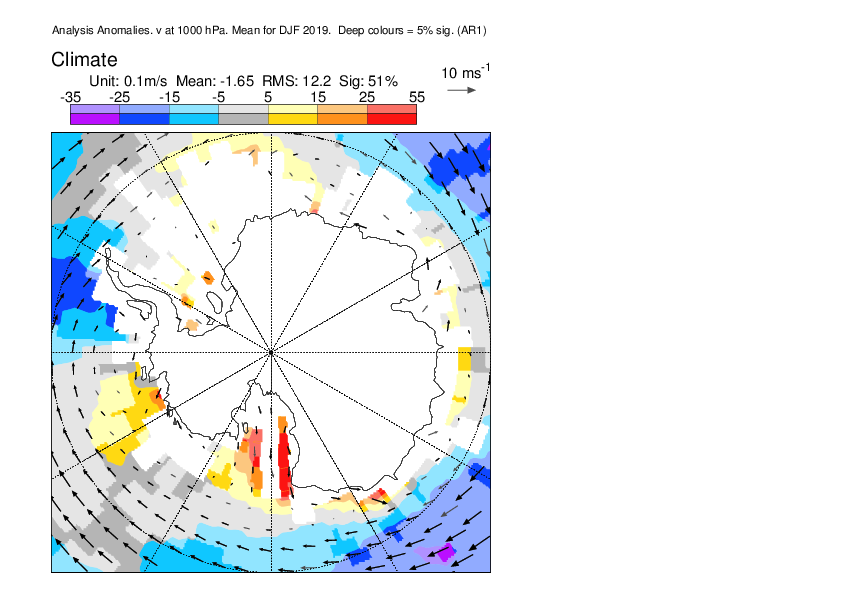 Analysis Anomalies. v at 1000 hPa. Mean for DJF 2019.  Deep colours = 5% sig. (AR1)
Climate
10 ms-1
Unit: 0.1m/s  Mean: -1.65  RMS: 12.2  Sig: 51%
-35 -25 -15 -5 5 15 25 55